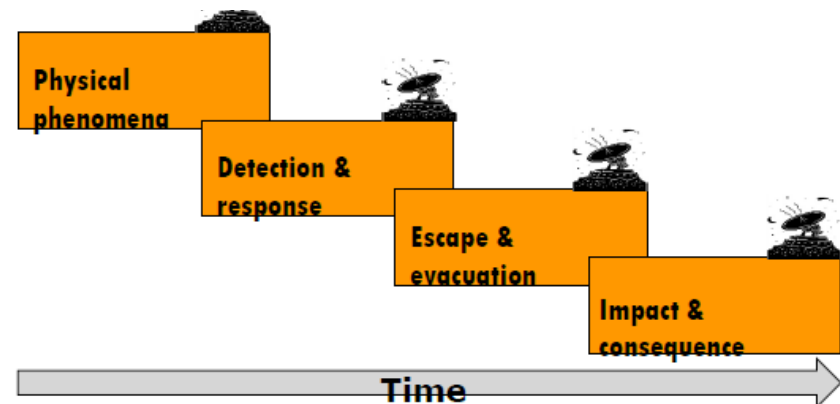 Physical
phenomena
Detection &
response
Escape &
evacuation
Impact &
consequence
Time